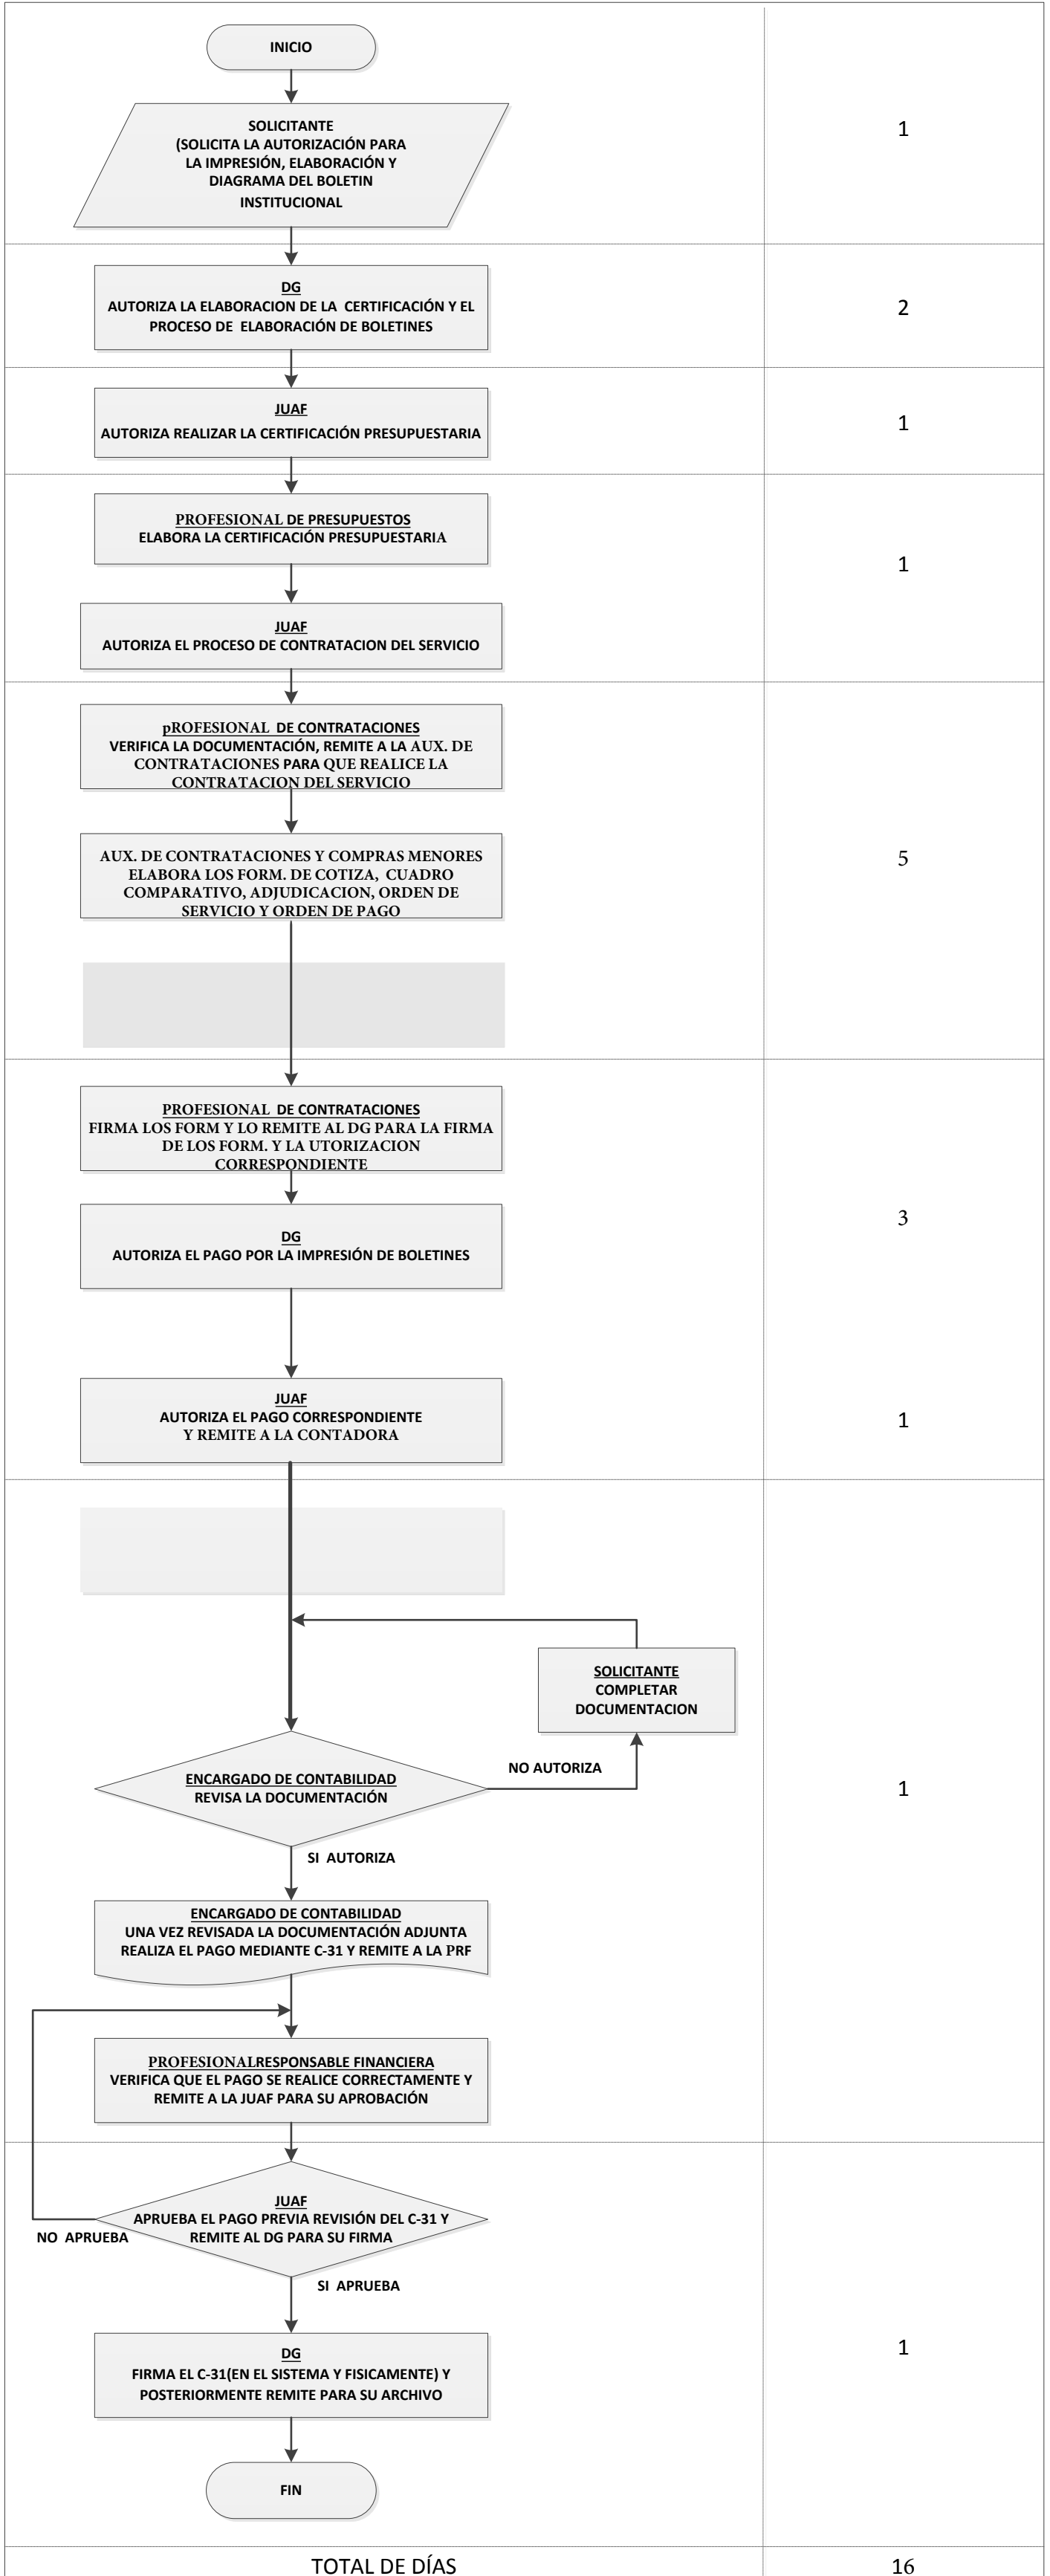 INICIO
SOLICITANTE
(SOLICITA LA AUTORIZACIÓN PARA
LA IMPRESIÓN, ELABORACIÓN Y
DIAGRAMA DEL BOLETIN
INSTITUCIONAL
1
DG
AUTORIZA LA ELABORACION DE LA CERTIFICACIÓN Y EL
PROCESO DE ELABORACIÓN DE BOLETINES
2
JUAF
AUTORIZA REALIZAR LA CERTIFICACIÓN PRESUPUESTARIA
1
PROFESIONAL DE PRESUPUESTOS
ELABORA LA CERTIFICACIÓN PRESUPUESTARIA
1
JUAF
AUTORIZA EL PROCESO DE CONTRATACION DEL SERVICIO
pROFESIONAL DE CONTRATACIONES
VERIFICA LA DOCUMENTACIÓN, REMITE A LA AUX. DE
CONTRATACIONES PARA QUE REALICE LA
CONTRATACION DEL SERVICIO
AUX. DE CONTRATACIONES Y COMPRAS MENORES
ELABORA LOS FORM. DE COTIZA, CUADRO
COMPARATIVO, ADJUDICACION, ORDEN DE
SERVICIO Y ORDEN DE PAGO
5
PROFESIONAL DE CONTRATACIONES
FIRMA LOS FORM Y LO REMITE AL DG PARA LA FIRMA
DE LOS FORM. Y LA UTORIZACION
CORRESPONDIENTE
3
DG
AUTORIZA EL PAGO POR LA IMPRESIÓN DE BOLETINES
JUAF
AUTORIZA EL PAGO CORRESPONDIENTE
Y REMITE A LA CONTADORA
1
SOLICITANTE
COMPLETAR
DOCUMENTACION
NO AUTORIZA
ENCARGADO DE CONTABILIDAD
REVISA LA DOCUMENTACIÓN
1
SI AUTORIZA
ENCARGADO DE CONTABILIDAD
UNA VEZ REVISADA LA DOCUMENTACIÓN ADJUNTA
REALIZA EL PAGO MEDIANTE C-31 Y REMITE A LA PRF
PROFESIONALRESPONSABLE FINANCIERA
VERIFICA QUE EL PAGO SE REALICE CORRECTAMENTE Y
REMITE A LA JUAF PARA SU APROBACIÓN
JUAF
APRUEBA EL PAGO PREVIA REVISIÓN DEL C-31 Y
REMITE AL DG PARA SU FIRMA
NO APRUEBA
SI APRUEBA
DG
FIRMA EL C-31(EN EL SISTEMA Y FISICAMENTE) Y
POSTERIORMENTE REMITE PARA SU ARCHIVO
1
FIN
TOTAL DE DÍAS 16